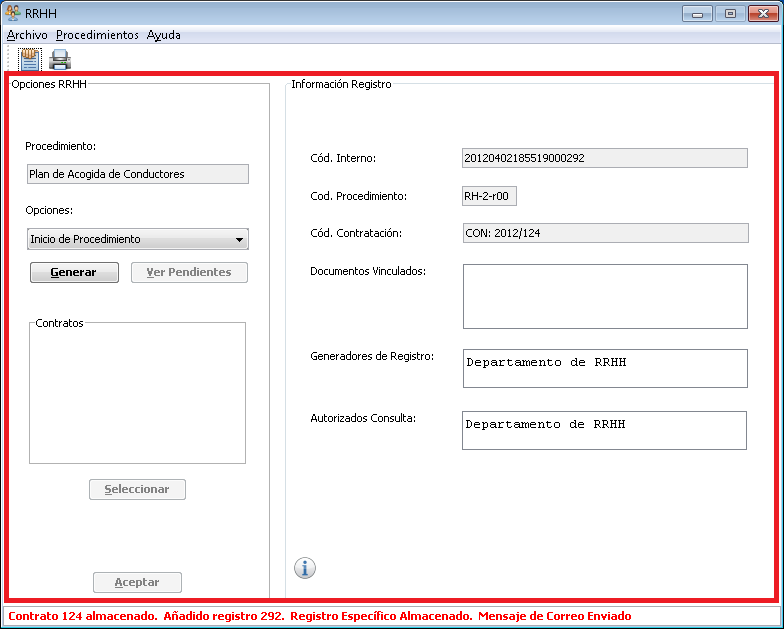 RRHH
Archivo Procedimientos Ayuda
Opciones RRHH
Procedimiento:
Plan de Acogida de Conductores
Opciones:
Inicio de Procedimiento
Generar Ver Pendientes
Contratos
Seleccionar
Aceptar
Información Registro
Cód. Interno: 20120402185519000292
Cod. Procedimiento: RH-2-r00
Cód. Contratación: CON: 2012/124
Documentos Vinculados:
Generadores de Registro: Departamento de RRHH
Autorizados Consulta: Departamento de RRHH
Contrato 124 almacenado. Añadido registro 292. Registro Específico Almacenado. Mensaje de Correo Enviado